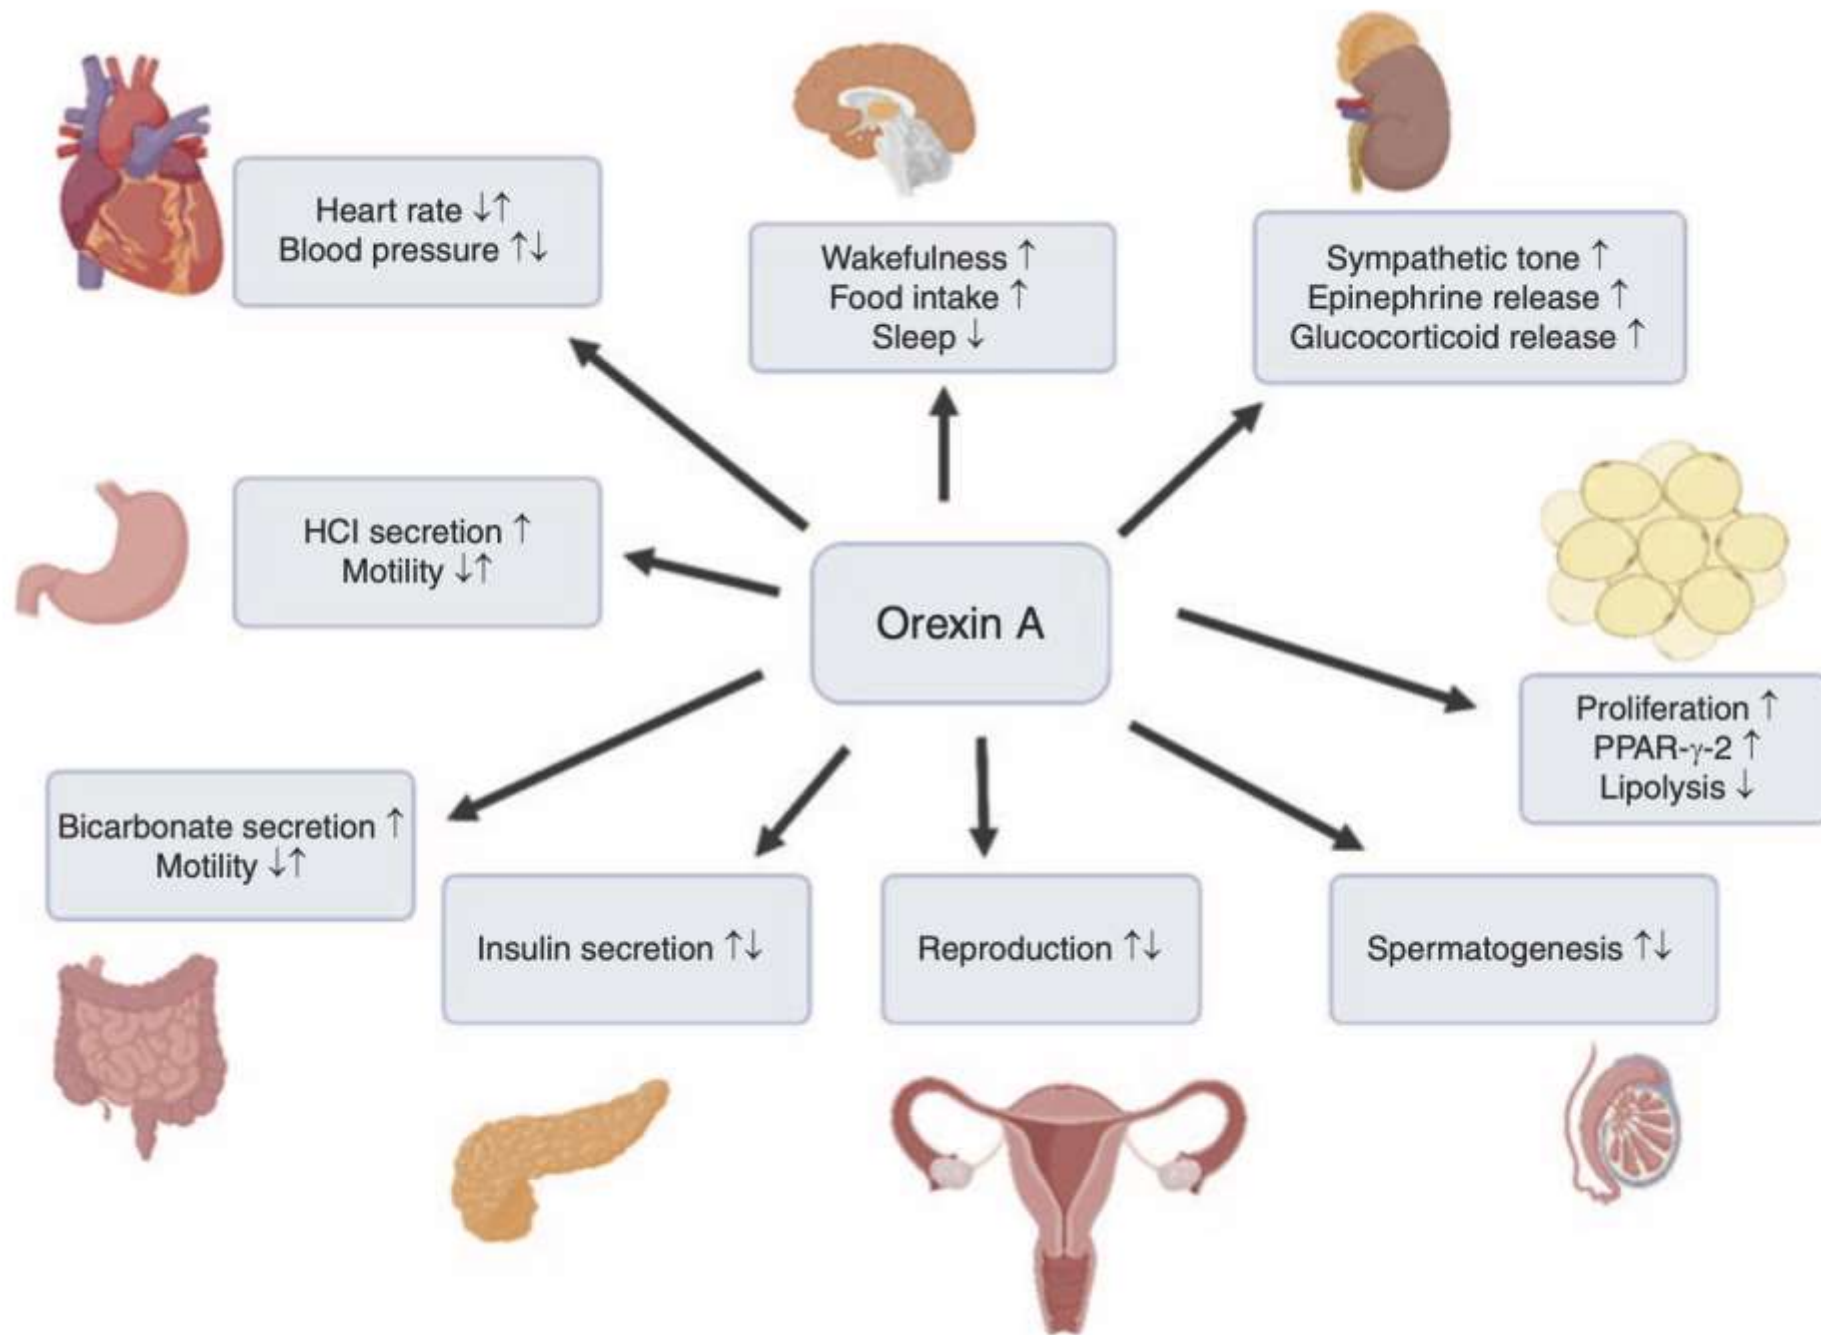 Heart rate ↓↑
Blood pressure ↑↓
Wakefulness ↑
Food intake ↑
Sleep ↓
Sympathetic tone ↑
Epinephrine release ↑
Glucocorticoid release ↑
HCl secretion ↑
Motility ↓↑
Orexin A
Proliferation ↑
PPAR-γ-2 ↑
Lipolysis ↓
Bicarbonate secretion ↑
Motility ↓↑
Insulin secretion ↑↓
Reproduction ↑↓
Spermatogenesis ↑↓